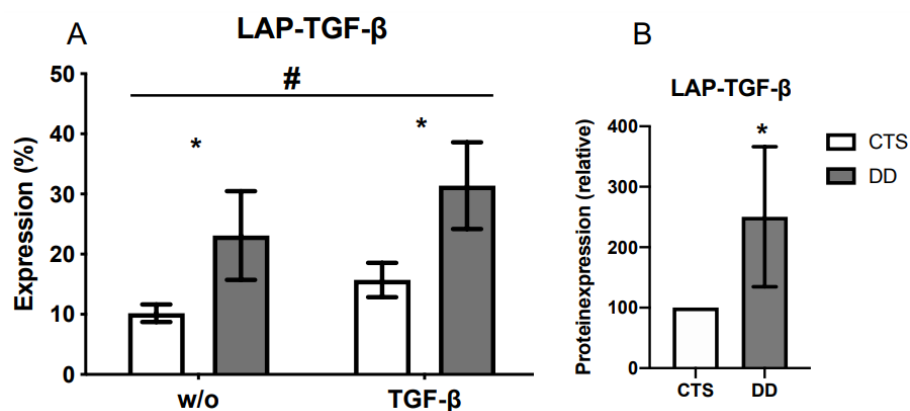 A
LAP-TGF-β
#
*
*
Expression (%)
50
40
30
20
10
0
w/o
TGF-β
B
LAP-TGF-β
*
Proteinexpression (relative)
400
300
200
100
0
CTS
DD
CTS
DD